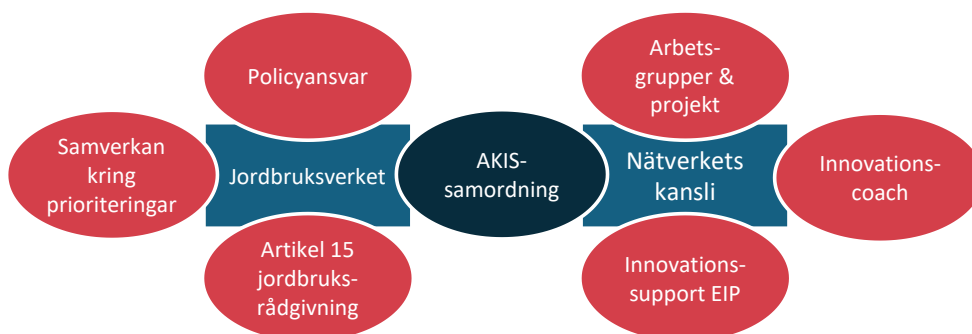 Policyansvar
Arbets-
grupper &
projekt
Samverkan
kring
prioriteringar
Jordbruksverket
AKIS-
samordning
Nätverkets
kansli
Innovations-
coach
Artikel 15
jordbruks-
rådgivning
Innovations-
support EIP